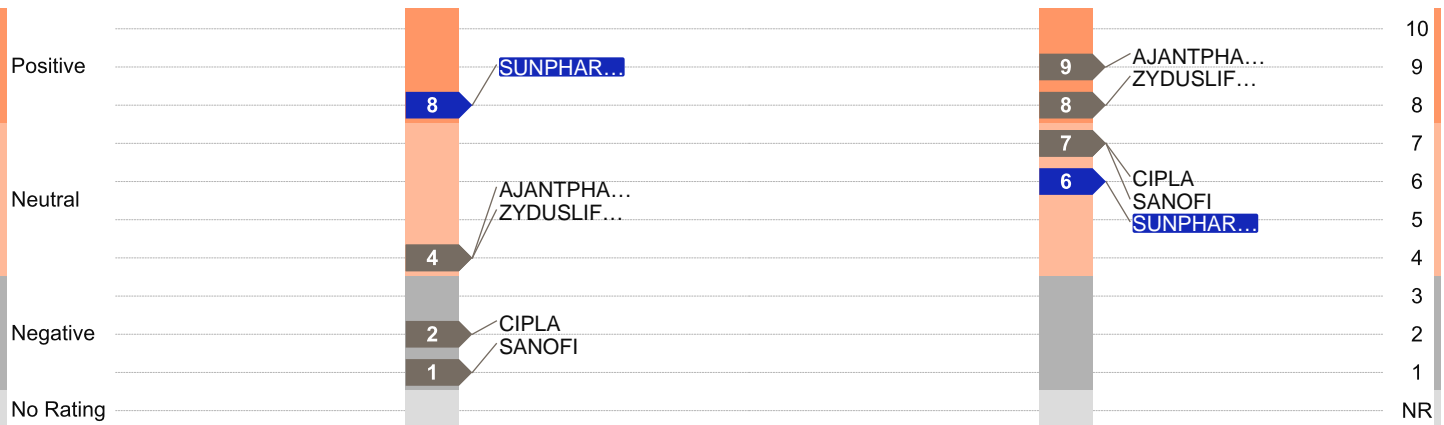 10
Positive
SUNPHAR...
9
AJANTPHA...
ZYDUSLIF...
9
8
8
8
7
7
Neutral
AJANTPHA...
ZYDUSLIF...
6
CIPLA
SANOFI
SUNPHAR...
6
5
4
4
3
Negative
2
CIPLA
SANOFI
2
1
1
No Rating
NR